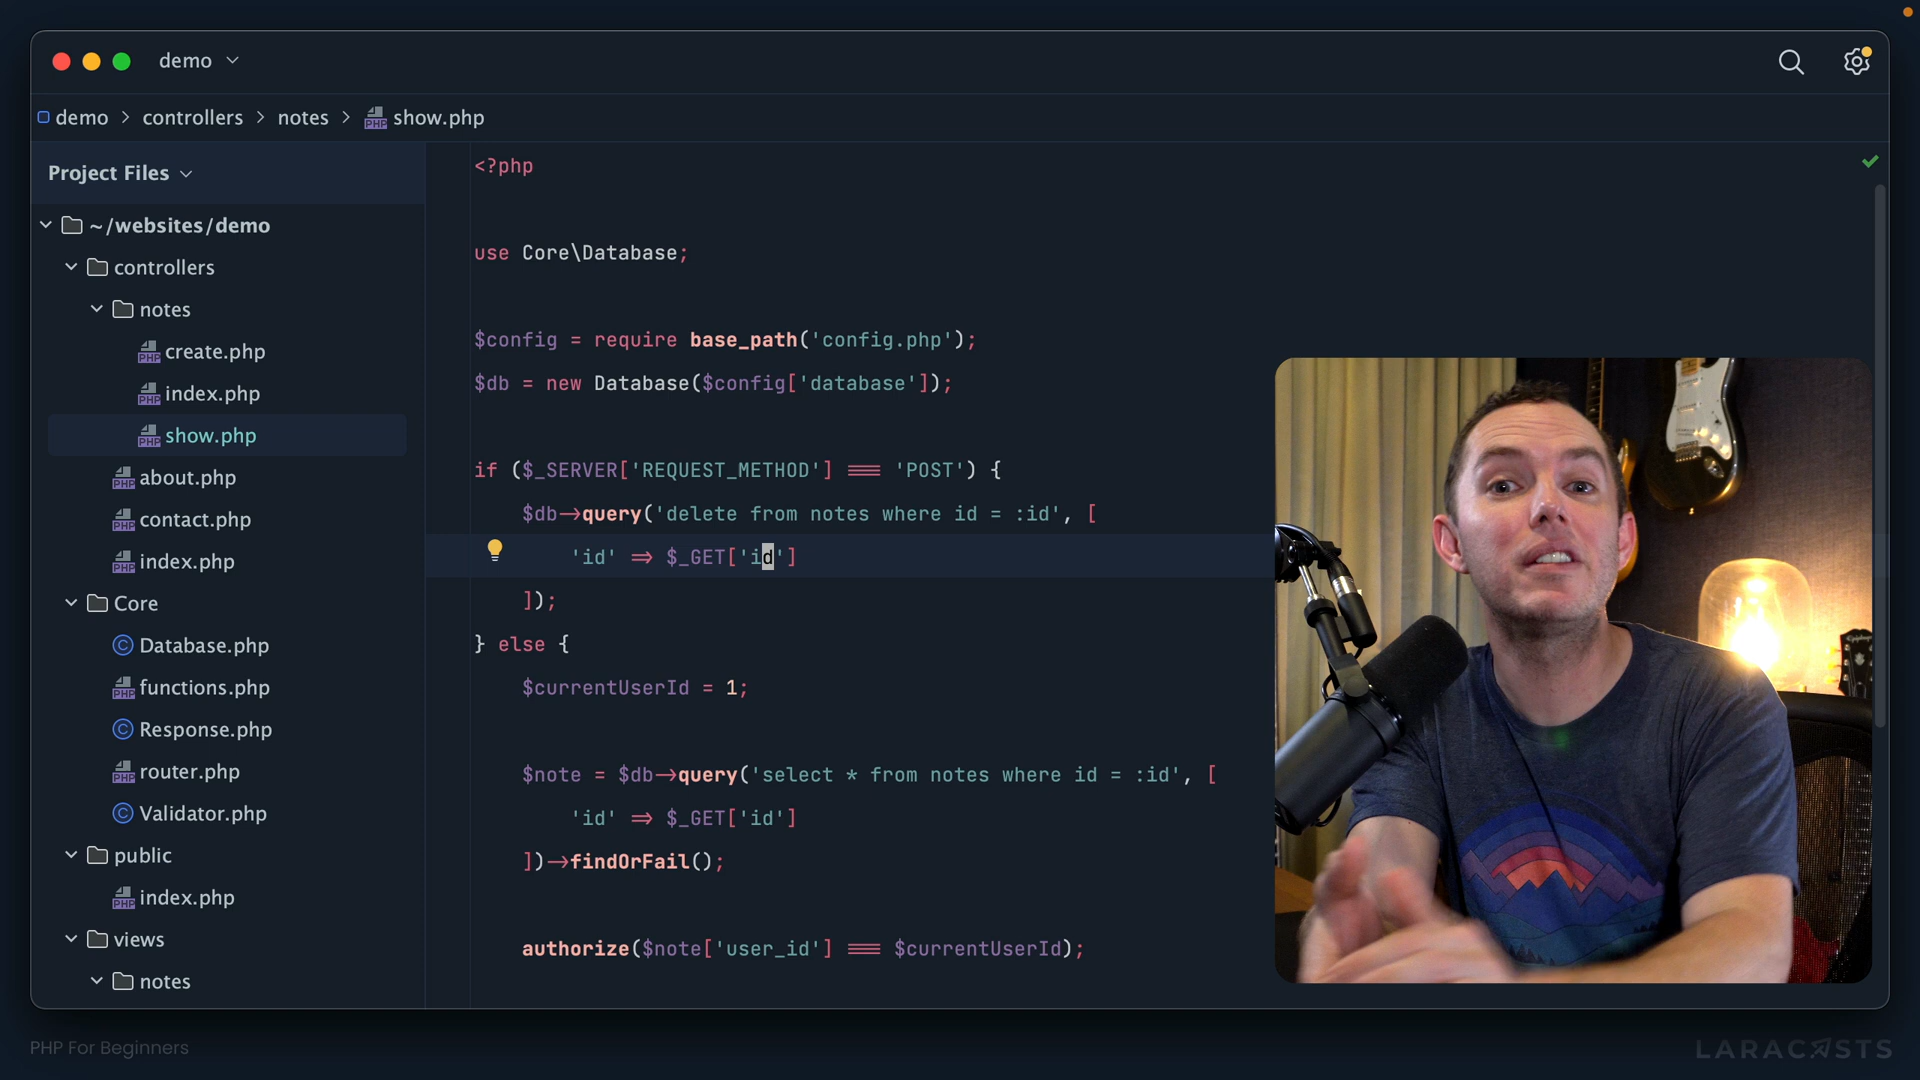 demo
demo > controllers > notes > show.php
Project Files
~/websites/demo
controllers
notes
create.php
index.php
show.php
about.php
contact.php
index.php
Core
Database.php
functions.php
Response.php
router.php
Validator.php
public
index.php
views
notes
<?php
use Core\Database;
$config = require base_path('config.php');
$db = new Database($config['database']);
if ($_SERVER['REQUEST_METHOD'] === 'POST') {
$db->query('delete from notes where id = :id', [
'id' => $_GET['id']
]);
} else {
$currentUserId = 1;
$note = $db->query('select * from notes where id = :id', [
'id' => $_GET['id']
])->findOrFail();
authorize($note['user_id'] === $currentUserId);
PHP For Beginners
LARACASTS